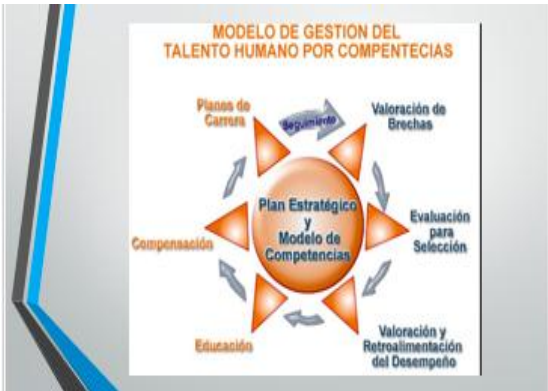 MODELO DE GESTIÓN DEL
TALENTO HUMANO POR COMPENTECIAS
Planes de
Carrera
Seguimiento
Valoración de
Brechas
Plan Estratégico
y
Modelo de
Competencias
Evaluación
para
Selección
Compensación
Educación
Valoración y
Retroalimentación
del Desempeño